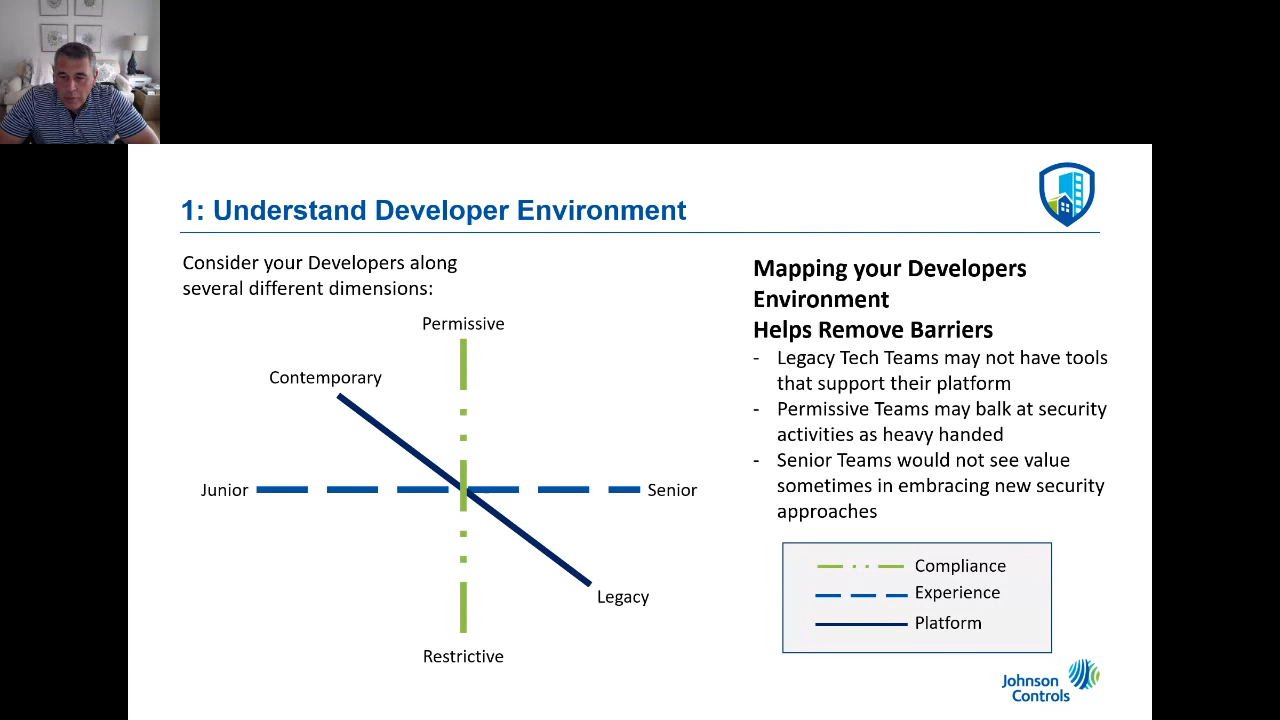 1: Understand Developer Environment
Consider your Developers along
several different dimensions:
Permissive
Contemporary
Junior
Senior
Legacy
Restrictive
Mapping your Developers
Environment
Helps Remove Barriers
- Legacy Tech Teams may not have tools
that support their platform
- Permissive Teams may balk at security
activities as heavy handed
- Senior Teams would not see value
sometimes in embracing new security
approaches
Compliance
Experience
Platform
Johnson
Controls